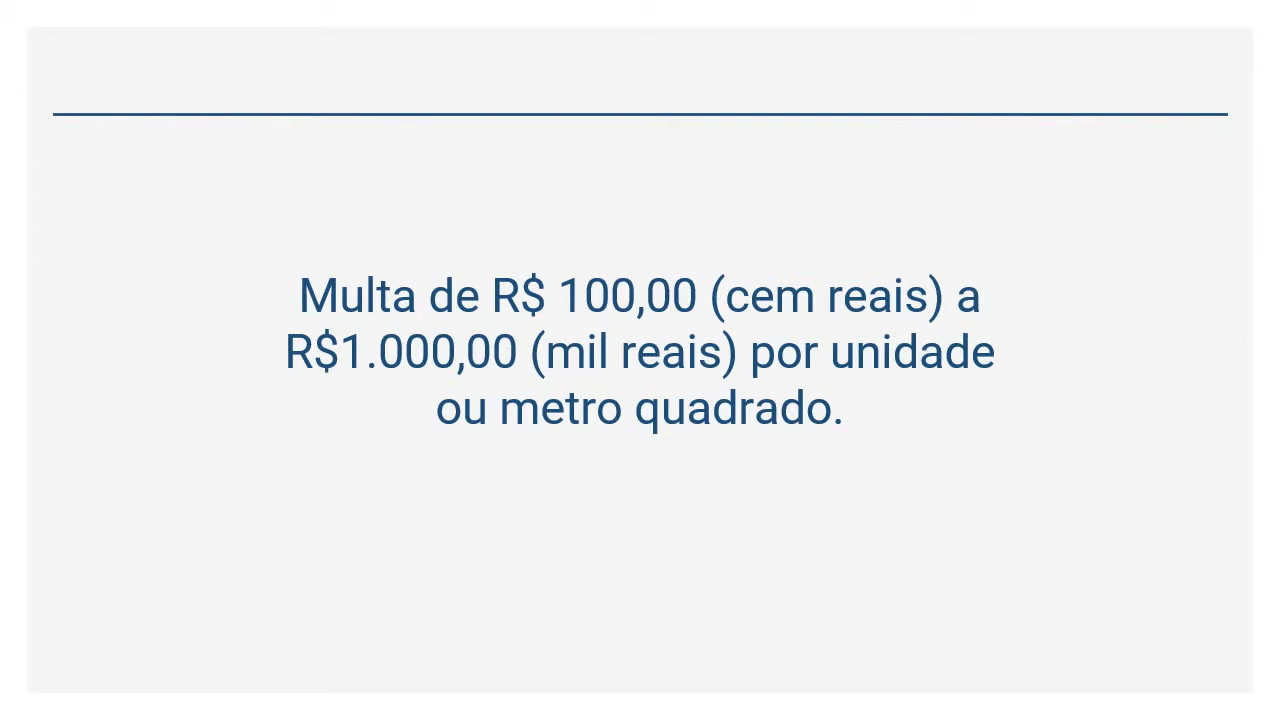 Multa de R$ 100,00 (cem reais) a
R$1.000,00 (mil reais) por unidade
ou metro quadrado.